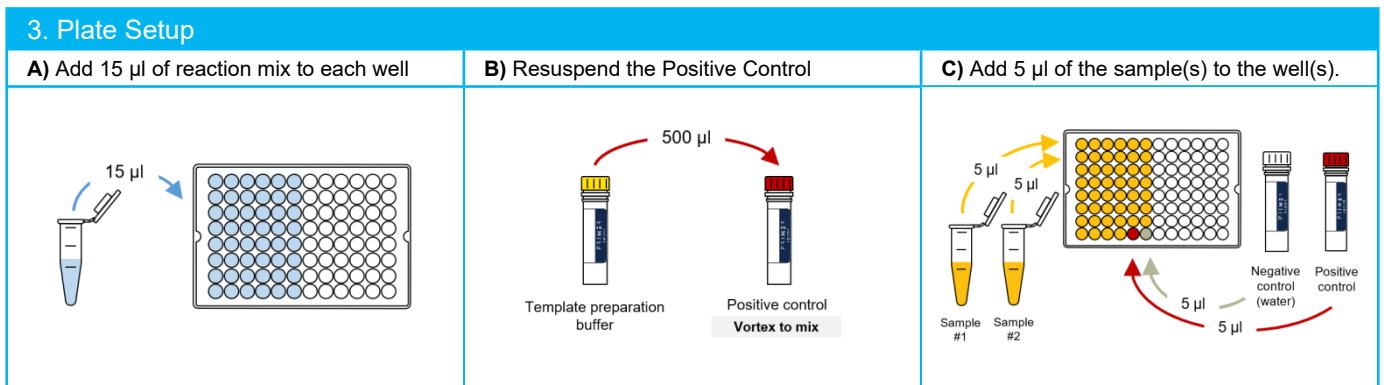 3. Plate Setup
A) Add 15 µl of reaction mix to each well
15 µl
B) Resuspend the Positive Control
500 µl
Template preparation
buffer
Positive control
Vortex to mix
C) Add 5 µl of the sample(s) to the well(s).
5 µl
5 µl
Sample
#1
Sample
#2
Negative
control
(water)
Positive
control
5 µl
5 µl